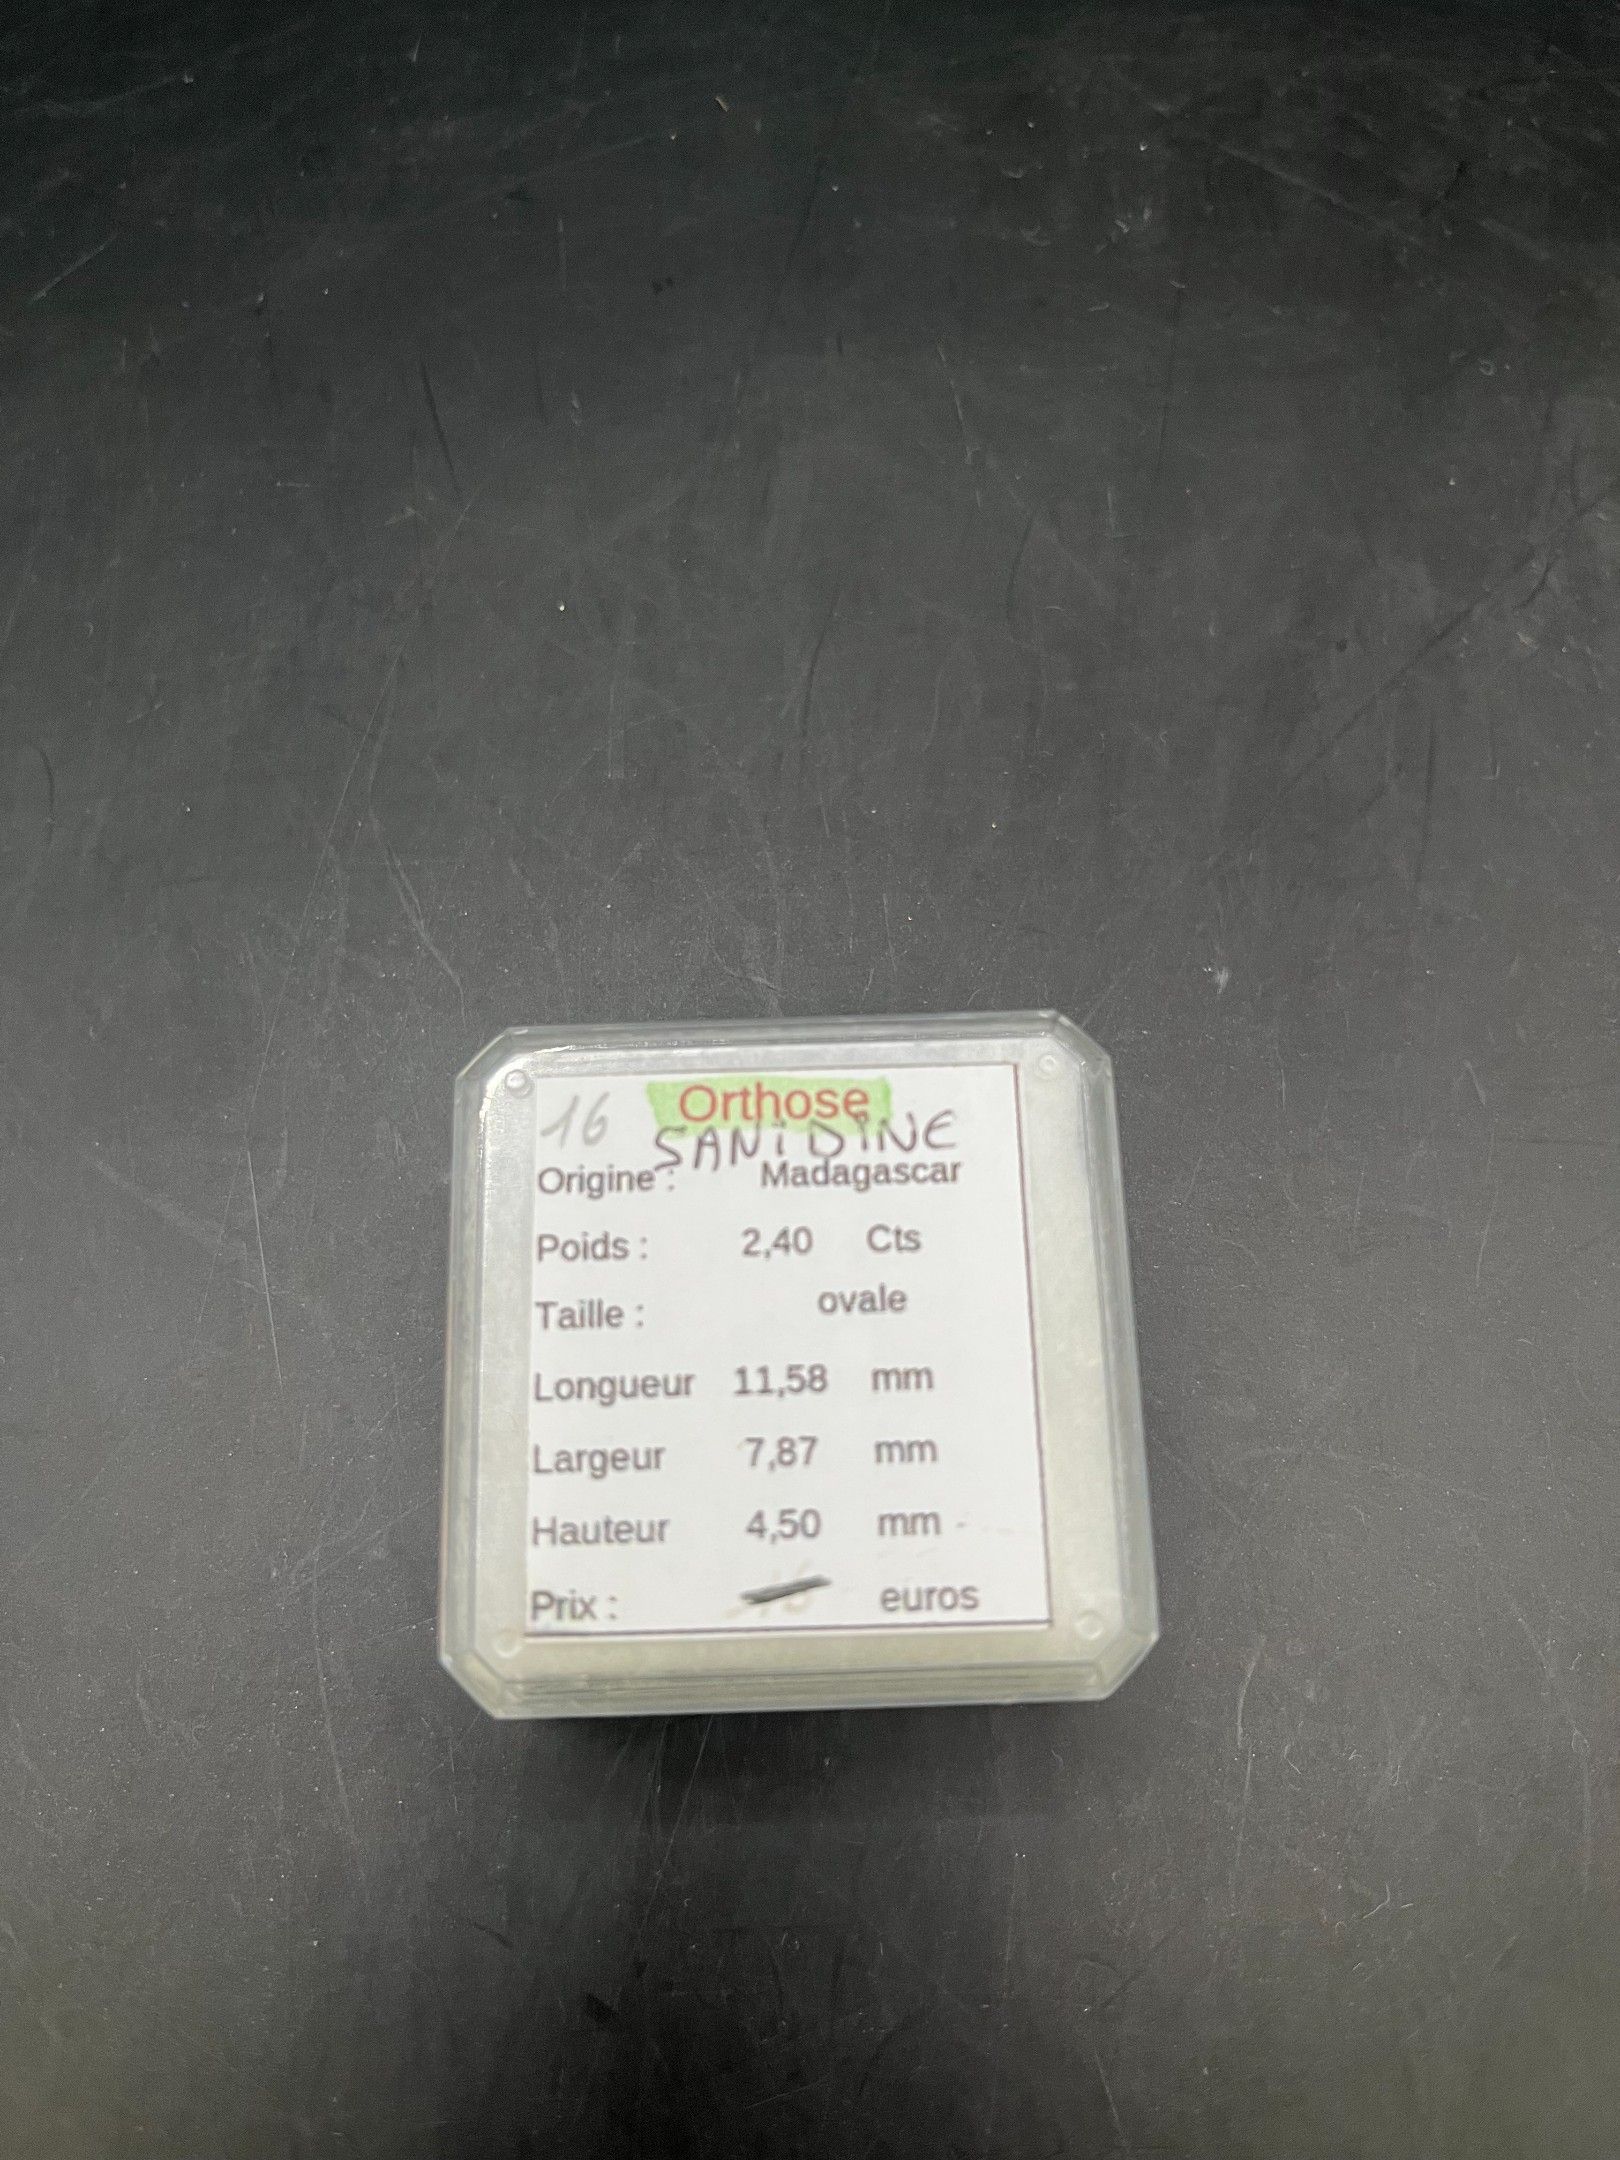 16 Orthose
SANIDINE
Origine : Madagascar
Poids : 2,40 Cts
Taille : ovale
Longueur 11,58 mm
Largeur 7,87 mm
Hauteur 4,50 mm
Prix : euros